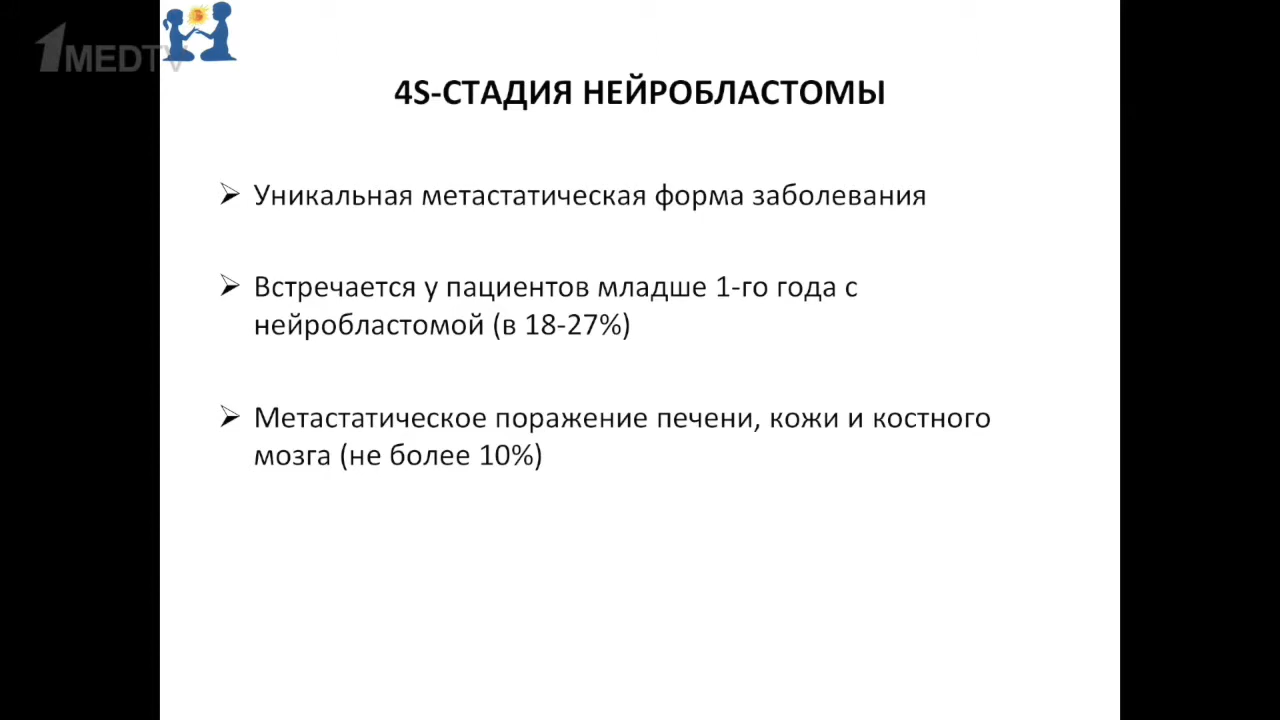 1MEDTV
4S-СТАДИЯ НЕЙРОБЛАСТОМЫ
Уникальная метастатическая форма заболевания
Встречается у пациентов младше 1-го года с
нейробластомой (в 18-27%)
Метастатическое поражение печени, кожи и костного
мозга (не более 10%)